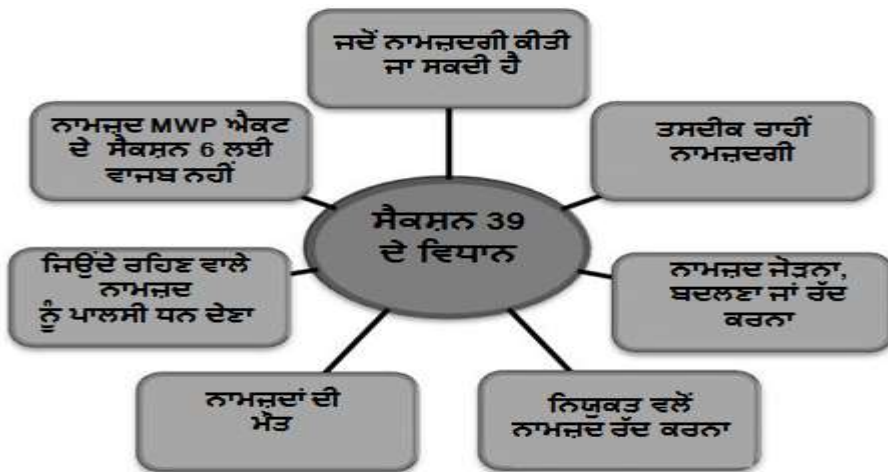 ਜਦੋਂ ਨਾਮਜ਼ਦਗੀ ਕੀਤੀ
ਜਾ ਸਕਦੀ ਹੈ
ਨਾਮਜ਼ਦ MWP ਐਕਟ
ਦੇ ਸੈਕਸ਼ਨ 6 ਲਈ
ਵਾਜਬ ਨਹੀਂ
ਤਸਦੀਕ ਰਾਹੀਂ
ਨਾਮਜ਼ਦਗੀ
ਸੈਕਸ਼ਨ 39
ਦੇ ਵਿਧਾਨ
ਜਿਉਂਦੇ ਰਹਿਣ ਵਾਲੇ
ਨਾਮਜ਼ਦ
ਨੂੰ ਪਾਲਸੀ ਧਨ ਦੇਣਾ
ਨਾਮਜ਼ਦ ਜੋੜਨਾ,
ਬਦਲਣਾ ਜਾਂ ਰੱਦ
ਕਰਨਾ
ਨਾਮਜ਼ਦਾਂ ਦੀ
ਮੌਤ
ਨਿਯੁਕਤ ਵਲੋਂ
ਨਾਮਜ਼ਦ ਰੱਦ ਕਰਨਾ